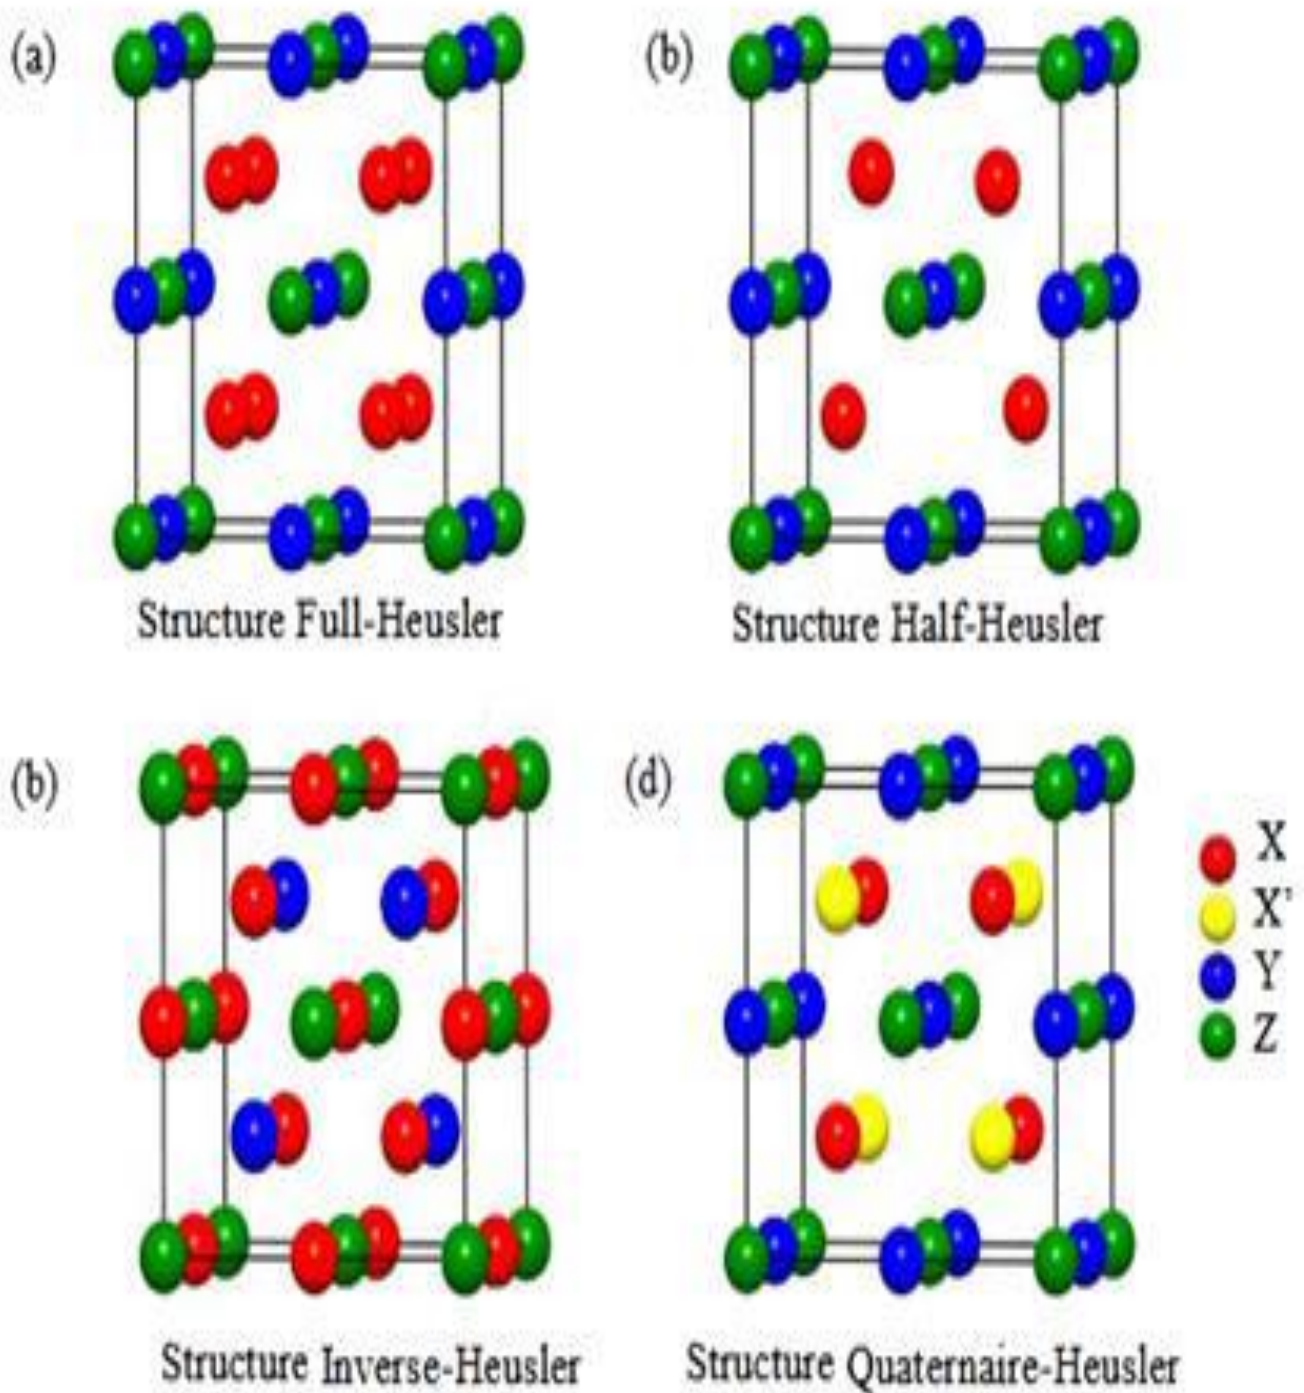 (a)
(b)
Structure Full-Heusler
Structure Half-Heusler
(b)
(d)
X
X'
Y
Z
Structure Inverse-Heusler
Structure Quaternaire-Heusler